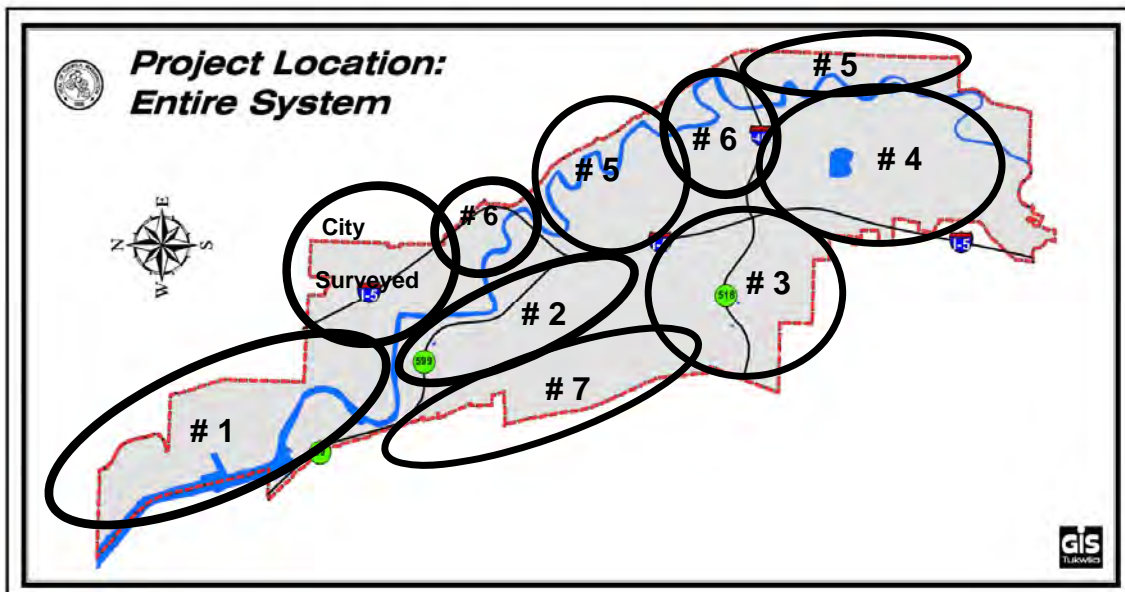 Project Location:
Entire System
# 5
# 6
# 5
# 4
# 6
City
Surveyed
I-5
I-5
# 3
518
# 2
599
# 7
# 1
E
N
S
W
GIS
Tukwila